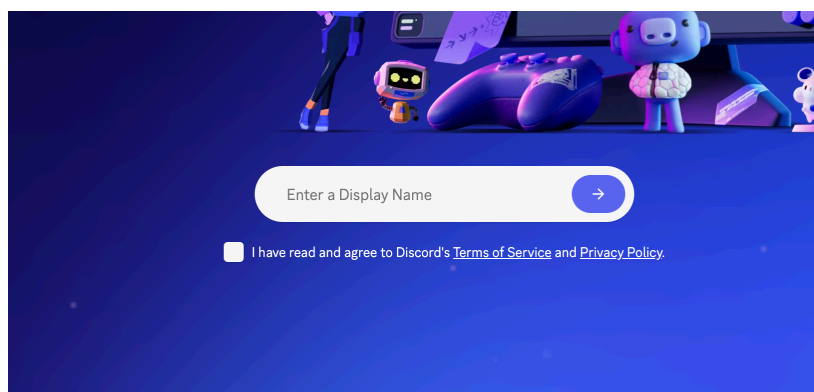 Enter a Display Name
I have read and agree to Discord's Terms of Service and Privacy Policy.